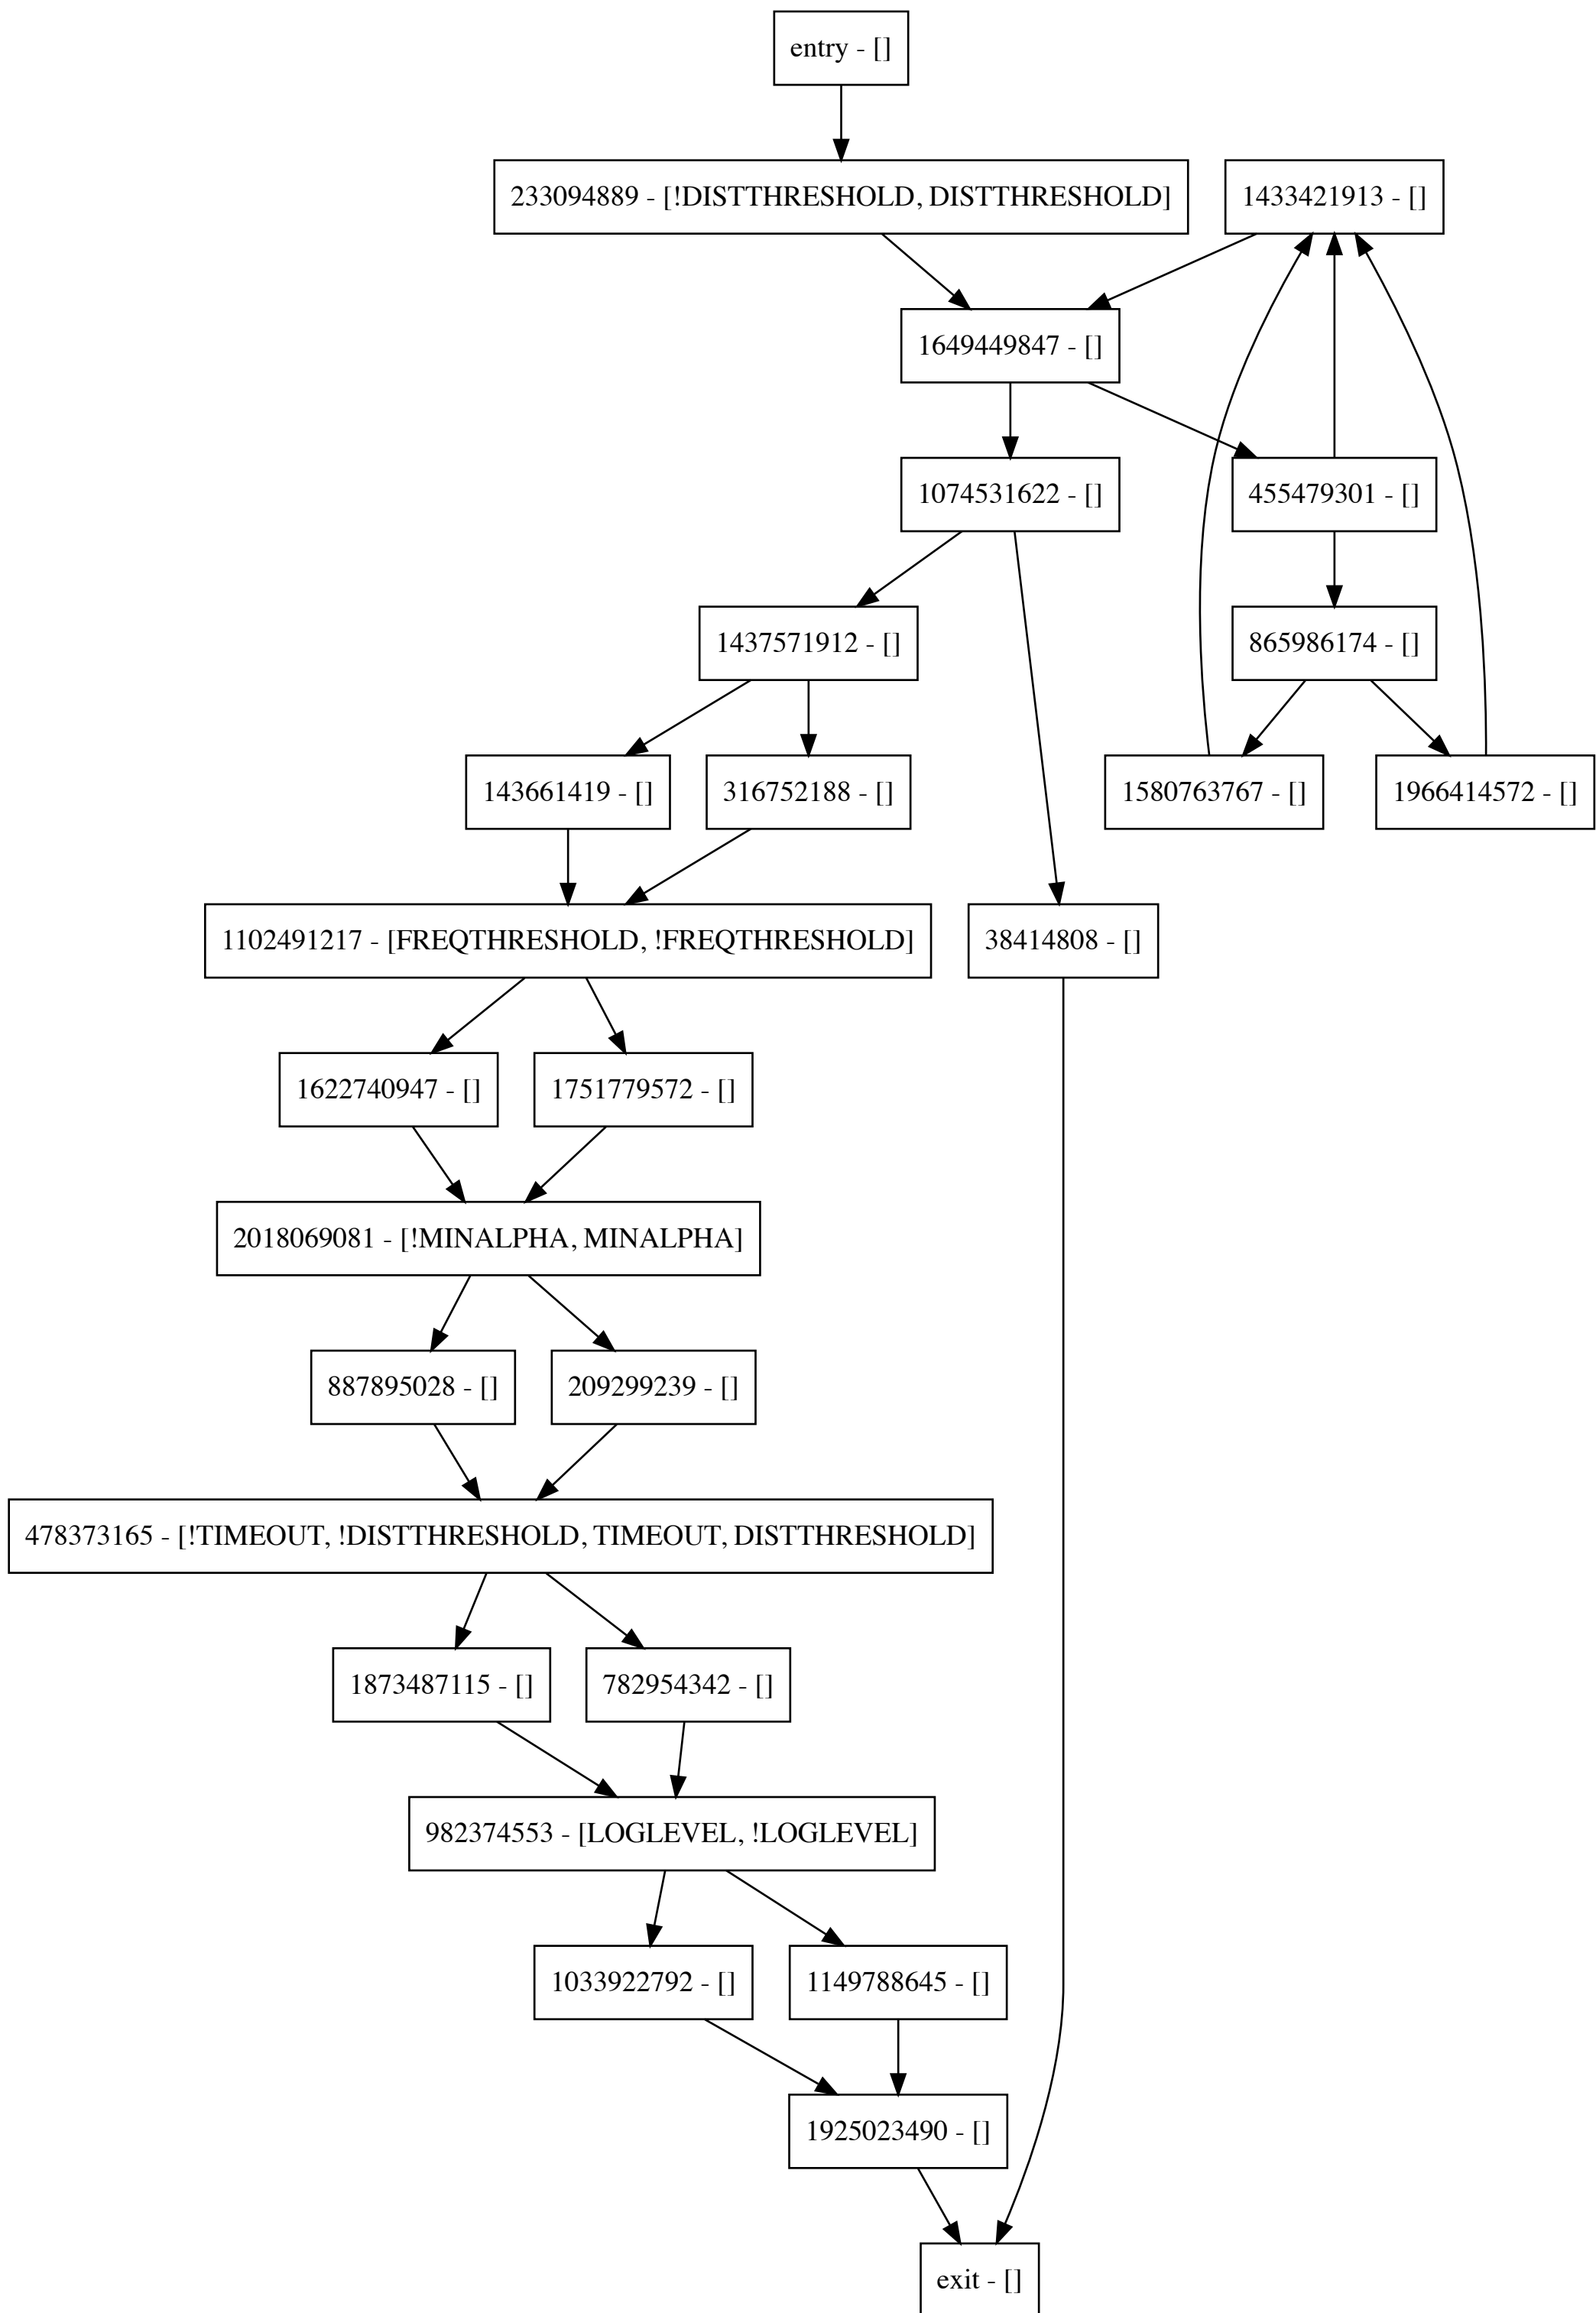 entry - []
233094889 - [!DISTTHRESHOLD, DISTTHRESHOLD]
1433421913 - []
1649449847 - []
1074531622 - []
455479301 - []
1437571912 - []
865986174 - []
143661419 - []
316752188 - []
1580763767 - []
1966414572 - []
1102491217 - [FREQTHRESHOLD, !FREQTHRESHOLD]
38414808 - []
1622740947 - []
1751779572 - []
2018069081 - [!MINALPHA, MINALPHA]
887895028 - []
209299239 - []
478373165 - [!TIMEOUT, !DISTTHRESHOLD, TIMEOUT, DISTTHRESHOLD]
1873487115 - []
782954342 - []
982374553 - [LOGLEVEL, !LOGLEVEL]
1033922792 - []
1149788645 - []
1925023490 - []
exit - []